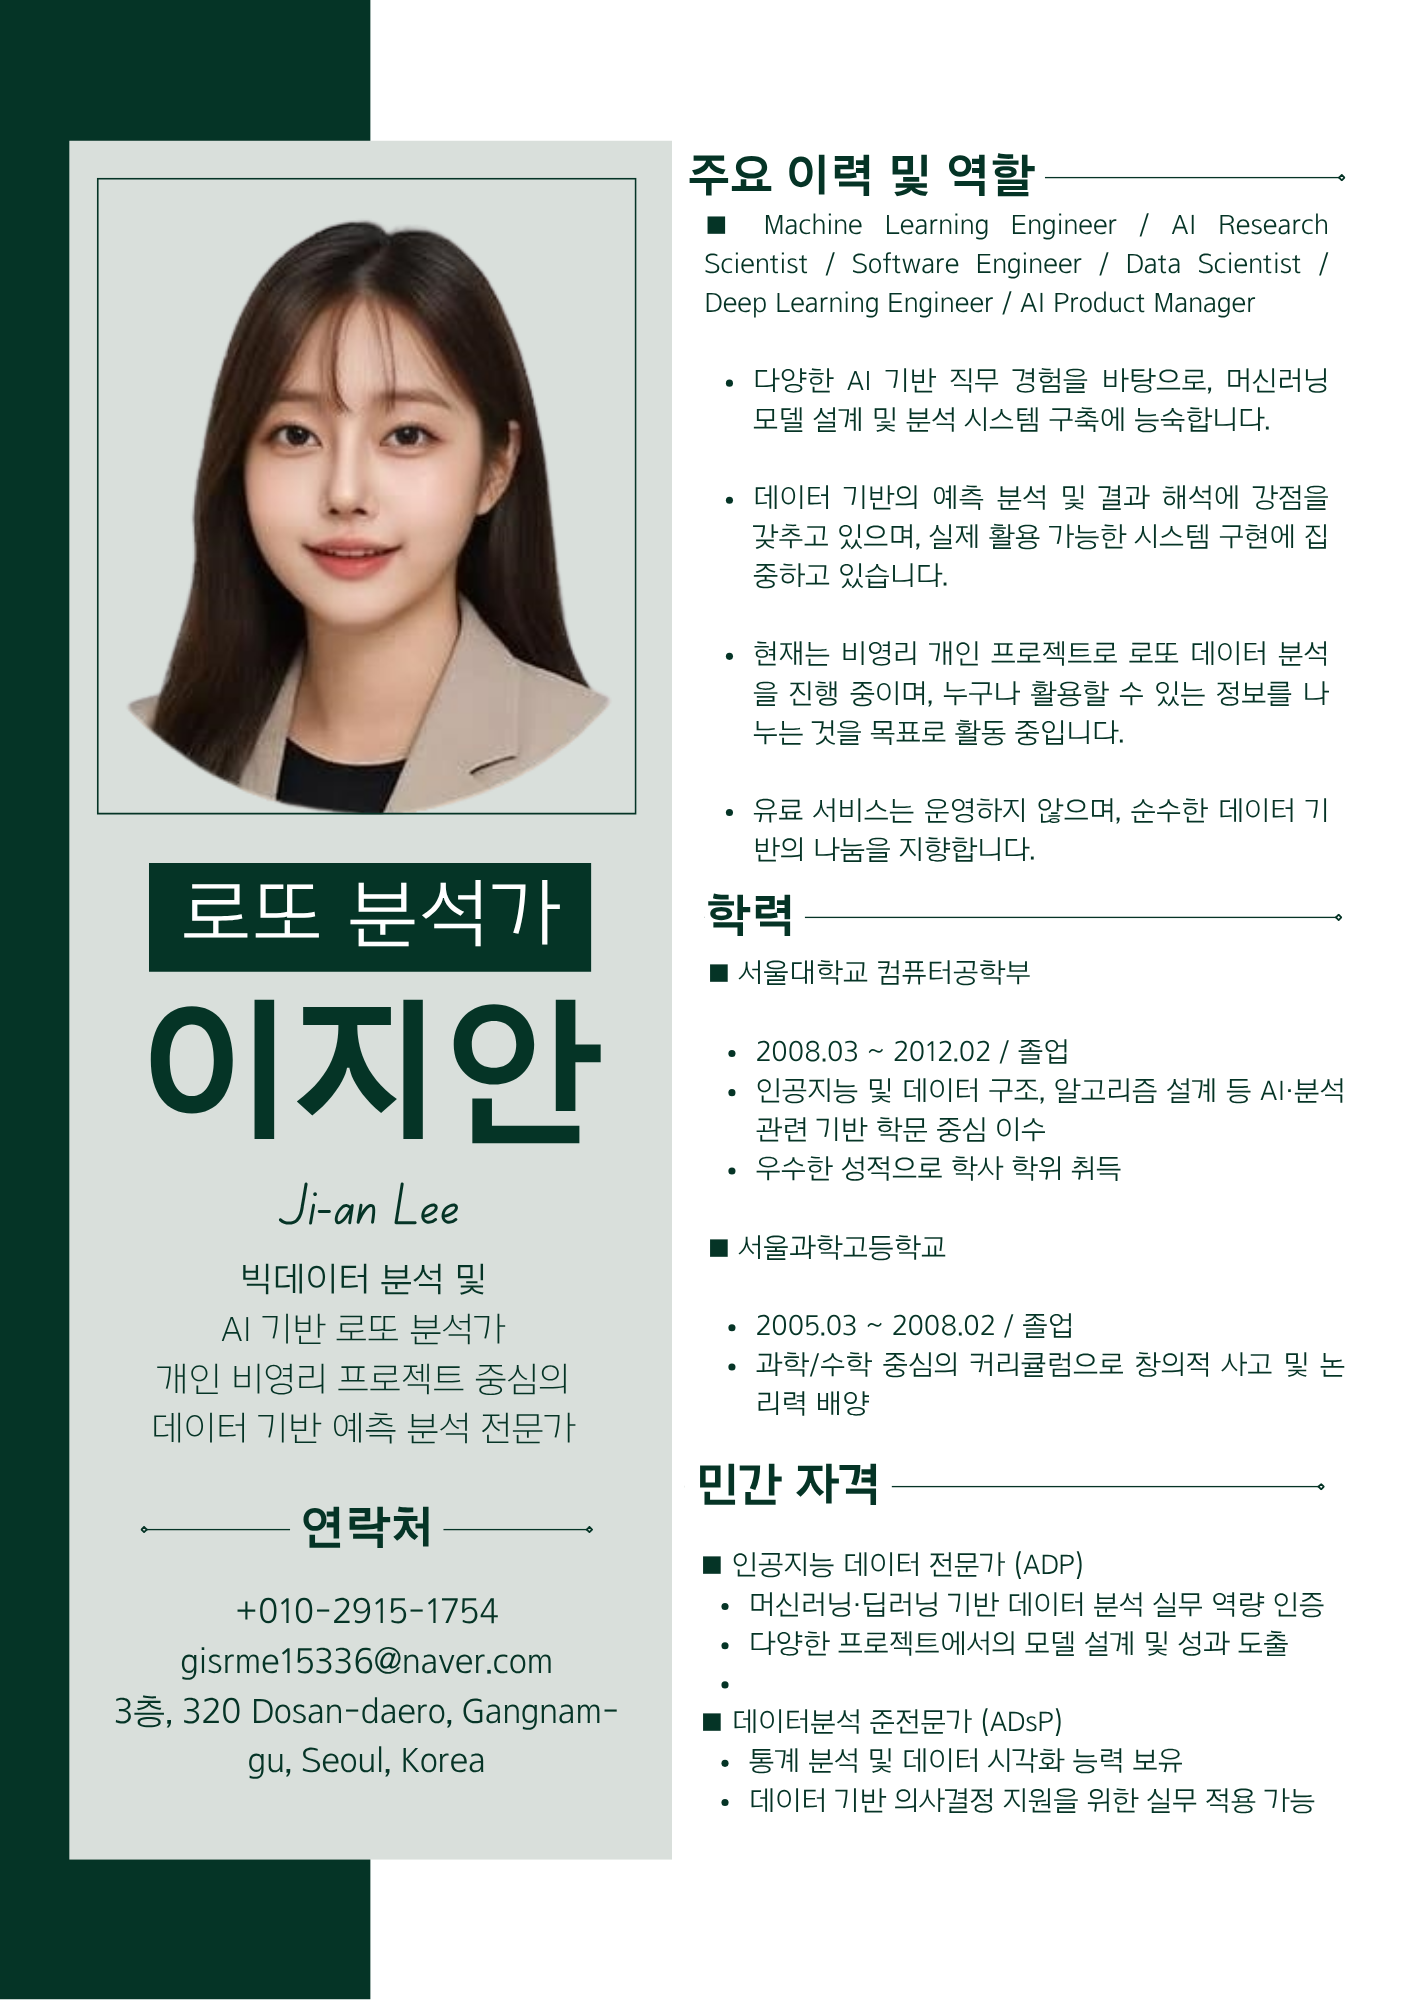 로또 분석가
이지안
Ji-an Lee
빅데이터 분석 및
AI 기반 로또 분석가
개인 비영리 프로젝트 중심의
데이터 기반 예측 분석 전문가
연락처
+010-2915-1754
gisrme15336@naver.com
3층, 320 Dosan-daero, Gangnam-
gu, Seoul, Korea
주요 이력 및 역할
■ Machine Learning Engineer / AI Research
Scientist / Software Engineer / Data Scientist /
Deep Learning Engineer / AI Product Manager
• 다양한 AI 기반 직무 경험을 바탕으로, 머신러닝
모델 설계 및 분석 시스템 구축에 능숙합니다.
• 데이터 기반의 예측 분석 및 결과 해석에 강점을
갖추고 있으며, 실제 활용 가능한 시스템 구현에 집
중하고 있습니다.
• 현재는 비영리 개인 프로젝트로 로또 데이터 분석
을 진행 중이며, 누구나 활용할 수 있는 정보를 나
누는 것을 목표로 활동 중입니다.
• 유료 서비스는 운영하지 않으며, 순수한 데이터 기
반의 나눔을 지향합니다.
학력
■ 서울대학교 컴퓨터공학부
• 2008.03 ~ 2012.02 / 졸업
• 인공지능 및 데이터 구조, 알고리즘 설계 등 AI·분석
관련 기반 학문 중심 이수
• 우수한 성적으로 학사 학위 취득
■ 서울과학고등학교
• 2005.03 ~ 2008.02 / 졸업
• 과학/수학 중심의 커리큘럼으로 창의적 사고 및 논
리력 배양
민간 자격
■ 인공지능 데이터 전문가 (ADP)
• 머신러닝·딥러닝 기반 데이터 분석 실무 역량 인증
• 다양한 프로젝트에서의 모델 설계 및 성과 도출
•
■ 데이터분석 준전문가 (ADsP)
• 통계 분석 및 데이터 시각화 능력 보유
• 데이터 기반 의사결정 지원을 위한 실무 적용 가능